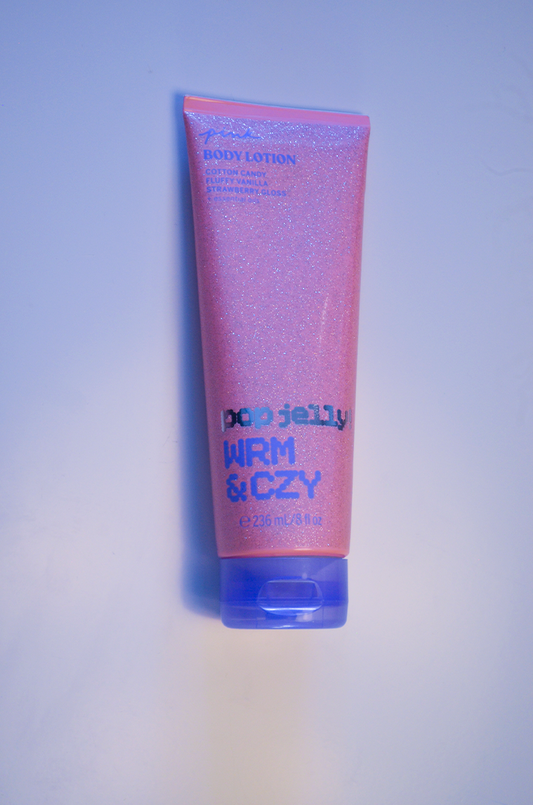 pink
BODY LOTION
COTTON CANDY
FLUFFY VANILLA
STRAWBERRY GLOSS
pop jelly
WRM
&CZY
℮ 236 mL/8 fl oz